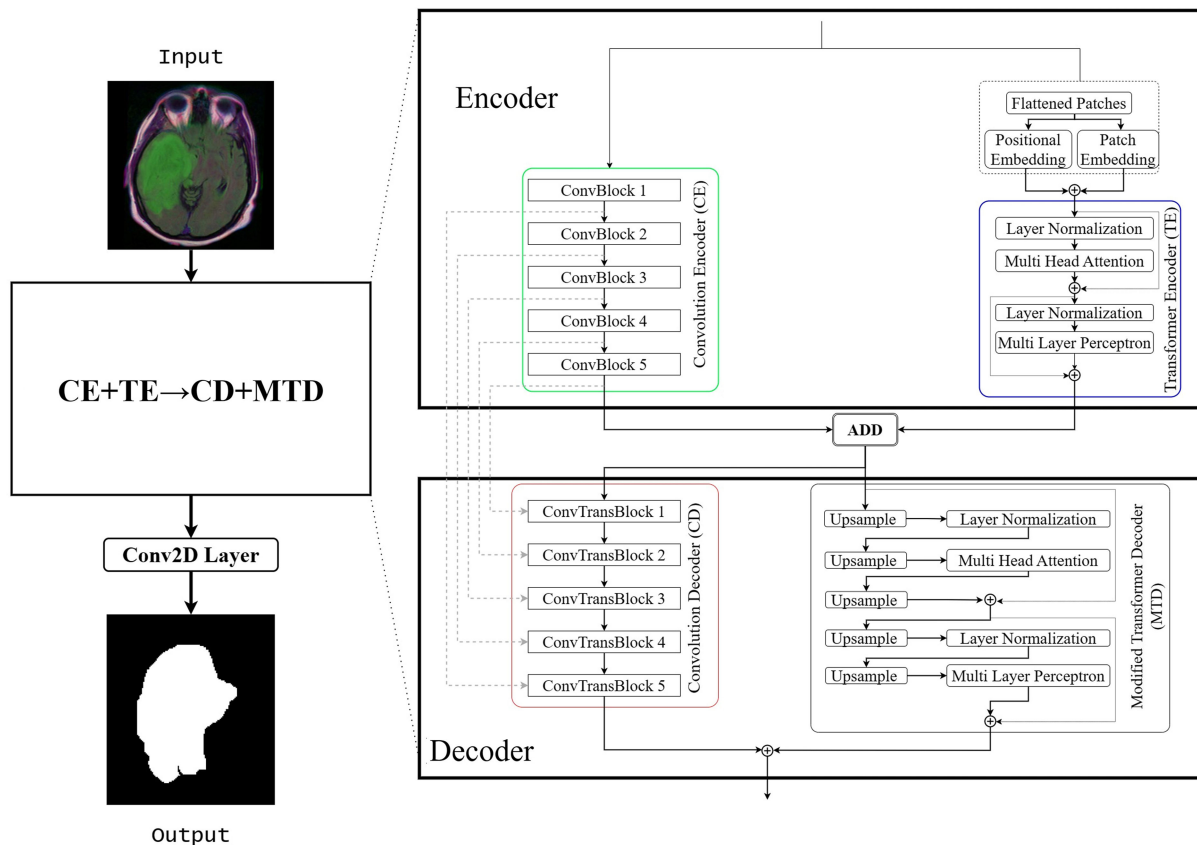 Input
CE+TE→CD+MTD
Conv2D Layer
Output
Encoder
ConvBlock 1
ConvBlock 2
ConvBlock 3
ConvBlock 4
ConvBlock 5
Convolution Encoder (CE)
Flattened Patches
Positional
Embedding
Patch
Embedding
Layer Normalization
Multi Head Attention
Layer Normalization
Multi Layer Perceptron
Transformer Encoder (TE)
ADD
ConvTransBlock 1
ConvTransBlock 2
ConvTransBlock 3
ConvTransBlock 4
ConvTransBlock 5
Convolution Decoder (CD)
Upsample
Layer Normalization
Upsample
Multi Head Attention
Upsample
Upsample
Layer Normalization
Upsample
Multi Layer Perceptron
Modified Transformer Decoder
(MTD)
Decoder